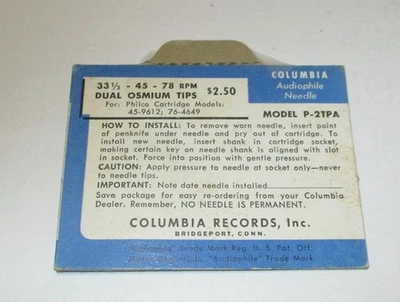 33 1/3 - 45 - 78 RPM
DUAL OSMIUM TIPS $2.50
For: Philco Cartridge Models:
45-9612; 76-4649
COLUMBIA
Audiophile
Needle
MODEL P-2TPA
HOW TO INSTALL: To remove warn needle, insert point
of penknife under needle and pry out of cartridge. To
install new needle, insert shank in cartridge socket,
making certain key on needle shank is aligned with slot
in socket. Force into position with gentle pressure.
CAUTION: Apply pressure to needle at socket only—never
to needle tips.
IMPORTANT: Note date needle installed
Save package for easy re-ordering from your Columbia
Dealer. Remember, NO NEEDLE IS PERMANENT.
COLUMBIA RECORDS, Inc.
BRIDGEPORT, CONN.
"Columbia" Trade Mark Reg. U. S. Pat. Off.
"Audiophile" Trade Mark